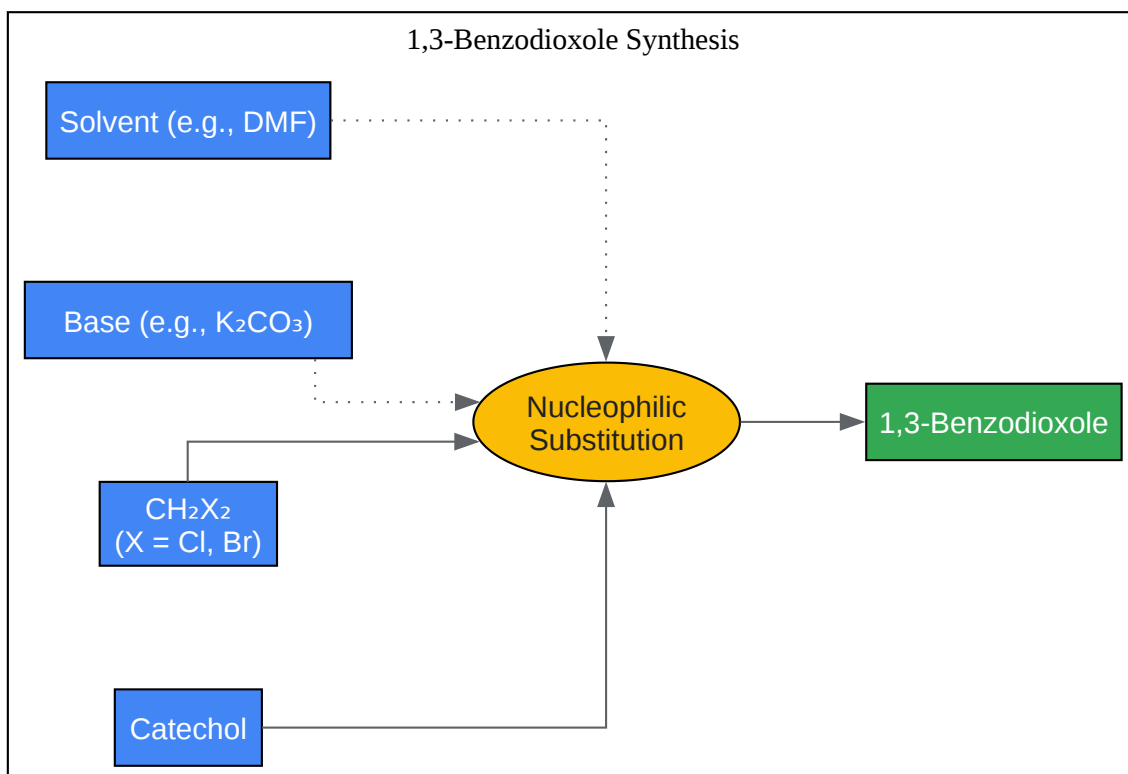 1,3-Benzodioxole Synthesis
Solvent (e.g., DMF)
Base (e.g., K₂CO₃)
Nucleophilic
Substitution
1,3-Benzodioxole
CH₂X₂
(X = Cl, Br)
Catechol